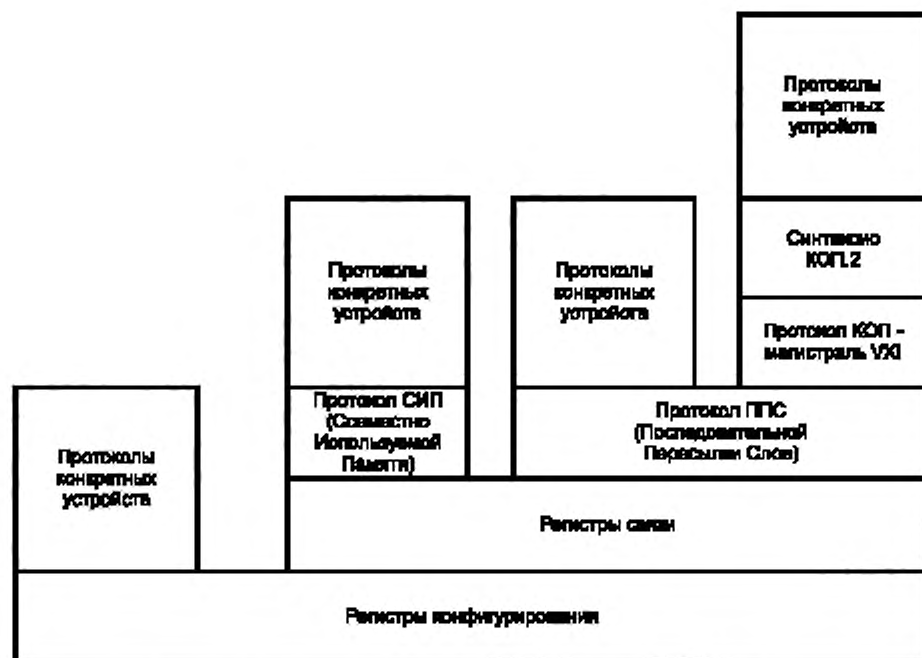 Протоколы
конкретных
устройств
Синтаксис
КОП.2
Протокол КОП -
магистраль VXI
Протоколы
конкретных
устройств
Протоколы
конкретных
устройств
Протокол СИП
(Совместно
Используемой
Памяти)
Протокол ППС
(Последовательной
Пересылки Слов)
Протоколы
конкретных
устройств
Регистры связи
Регистры конфигурирования